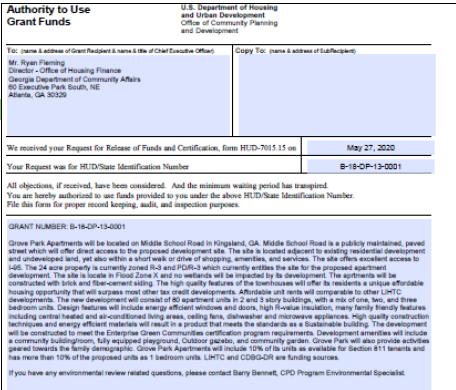 Authority to Use
Grant Funds
U.S. Department of Housing
and Urban Development
Office of Community Planning
and Development
To: (name & address of Grant Recipient & name & title of Chief Executive Officer)
Copy To: (name & address of SubRecipient)
Mr. Ryan Fleming
Director - Office of Housing Finance
Georgia Department of Community Affairs
60 Executive Park South, NE
Atlanta, GA 30329
We received your Request for Release of Funds and Certification, form HUD-7015.15 on
May 27, 2020
Your Request was for HUD/State Identification Number
B-18-DP-13-0001
All objections, if received, have been considered. And the minimum waiting period has transpired.
You are hereby authorized to use funds provided to you under the above HUD/State Identification Number.
File this form for proper record keeping, audit, and inspection purposes.
GRANT NUMBER: B-18-DP-13-0001
Grove Park Apartments will be located on Middle School Road in Kingsland, GA. Middle School Road is a publicly maintained, paved
street which will offer direct access to the proposed development site. The site is located adjacent to existing residential development
and undeveloped land, yet also within a short walk or drive of shopping, amenities, and services. The site offers excellent access to
I-95. The 24 acre property is currently zoned R-3 and PD/R-3 which currently entitles the site for the proposed apartment
development. The site is locate in Flood Zone X and no wetlands will be impacted by its development. The aprtments will be
constructed with brick and fiber-cement siding. The high quality features of the townhouses will offer its residents a unique affordable
housing opportunity that will surpass most other tax credit developments. Affordable unit rents will comparable to other LIHTC
developments. The new development will consist of 80 apartment units in 2 and 3 story buildings, with a mix of one, two, and three
bedroom units. Design features will include energy efficient windows and doors, high R-value insulation, many family friendly features
including central heated and air-conditioned living areas, ceiling fans, dishwasher and microwave appliances. High quality construction
techniques and energy efficient materials will result in a product that meets the standards as a Sustainable building. The development
will be constructed to meet the Enterprise Green Communities certification program requirements. Development amenities will include
a community building/room, fully equipped playground, Outdoor gazebo, and community garden. Grove Park will also provide activities
geared towards the family demographic. Grove Park Apartments will include 10% of its units as available for Section 811 tenants and
has more than 10% of the proposed units as 1 bedroom units. LIHTC and CDBG-DR are funding sources.
If you have any environmental review related questions, please contact Barry Bennett, CPD Program Environmental Specialist.